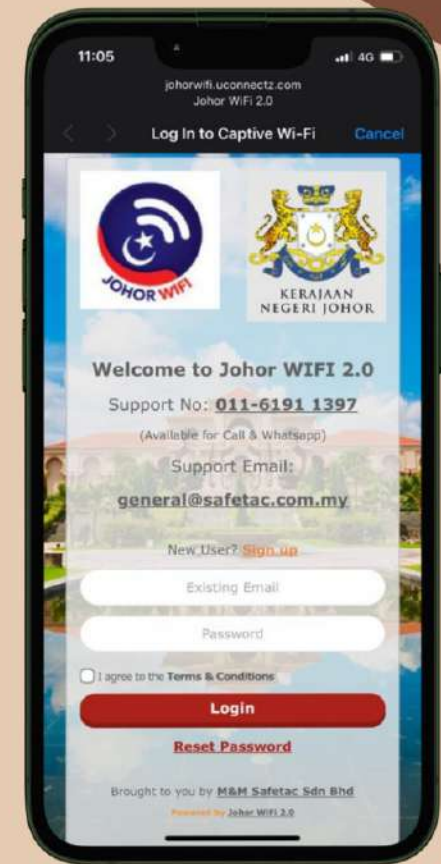 11:05
4G
johorwifi.uconnectz.com
Johor WiFi 2.0
Log In to Captive Wi-Fi
Cancel
JOHOR WIFI
KERAJAAN
NEGERI JOHOR
Welcome to Johor WIFI 2.0
Support No: 011-6191 1397
(Available for Call & Whatsapp)
Support Email:
general@safetac.com.my
New User? Sign up
Existing Email
Password
I agree to the Terms & Conditions
Login
Reset Password
Brought to you by M&M Safetac Sdn Bhd
Powered by Johor WiFi 2.0